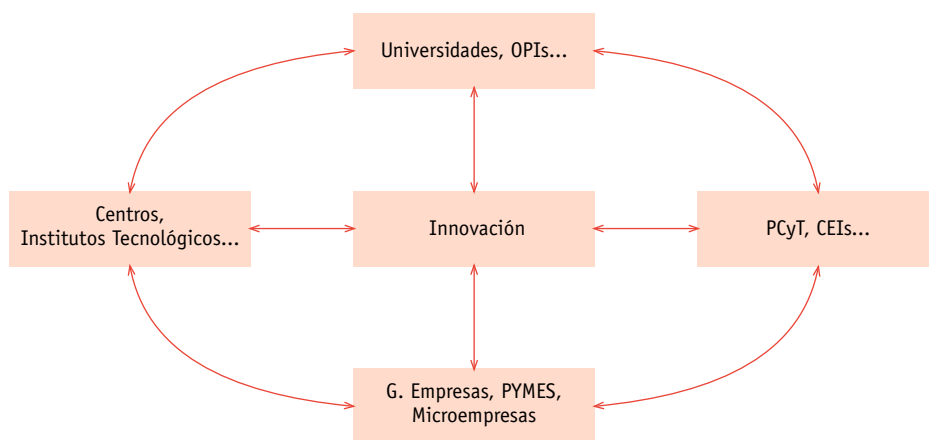 Universidades, OPIs...
Centros,
Institutos Tecnológicos...
Innovación
PCyT, CEIs...
G. Empresas, PYMES,
Microempresas